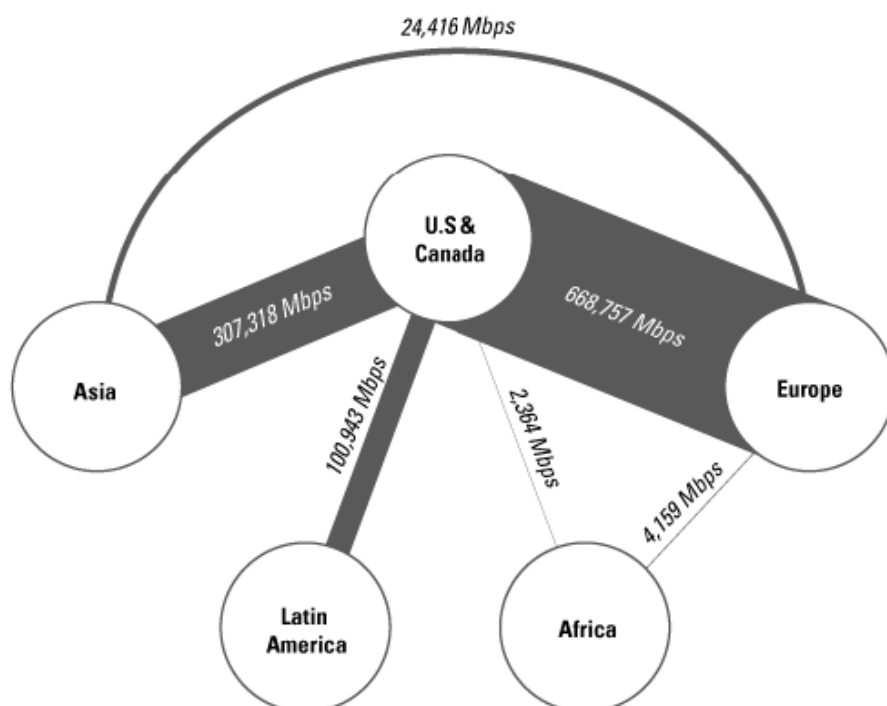 24,416 Mbps
U.S &
Canada
307,318 Mbps
668,757 Mbps
Asia
Europe
100,943 Mbps
2,364 Mbps
4,159 Mbps
Latin
America
Africa